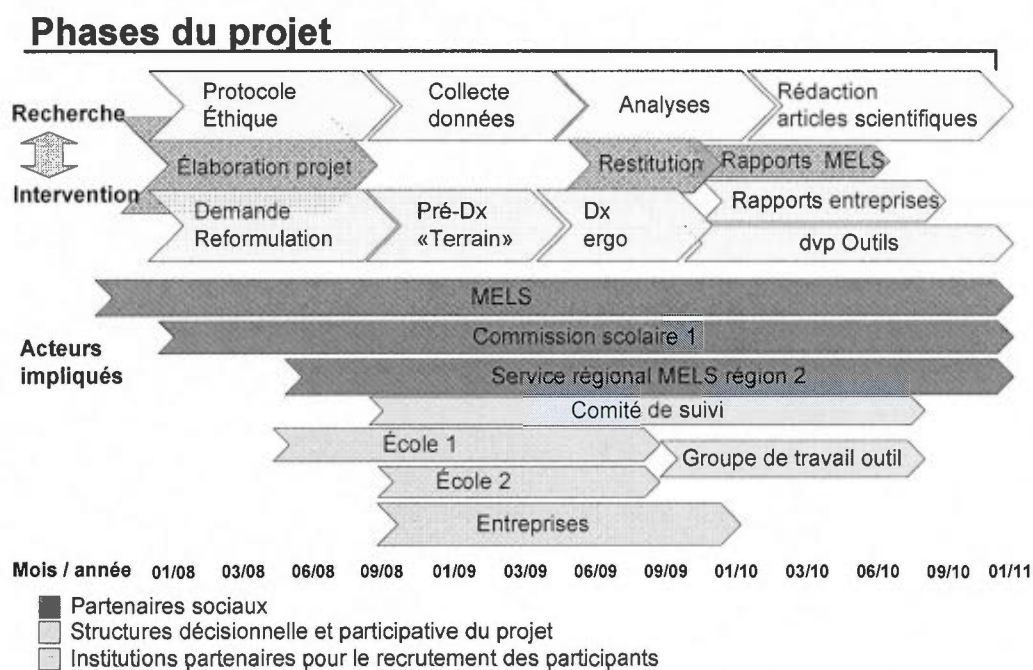 Phases du projet
Recherche
Intervention
Protocole
Éthique
Collecte
données
Analyses
Rédaction
articles scientifiques
Élaboration projet
Restitution
Rapports MELS
Demande
Reformulation
Pré-Dx
«Terrain»
Dx
ergo
Rapports entreprises
dvp Outils
Acteurs
impliqués
MELS
Commission scolaire 1
Service régional MELS région 2
Comité de suivi
École 1
Groupe de travail outil
École 2
Entreprises
Mois / année 01/08 03/08 06/08 09/08 01/09 03/09 06/09 09/09 01/10 03/10 06/10 09/10 01/11
Partenaires sociaux
Structures décisionnelle et participative du projet
Institutions partenaires pour le recrutement des participants